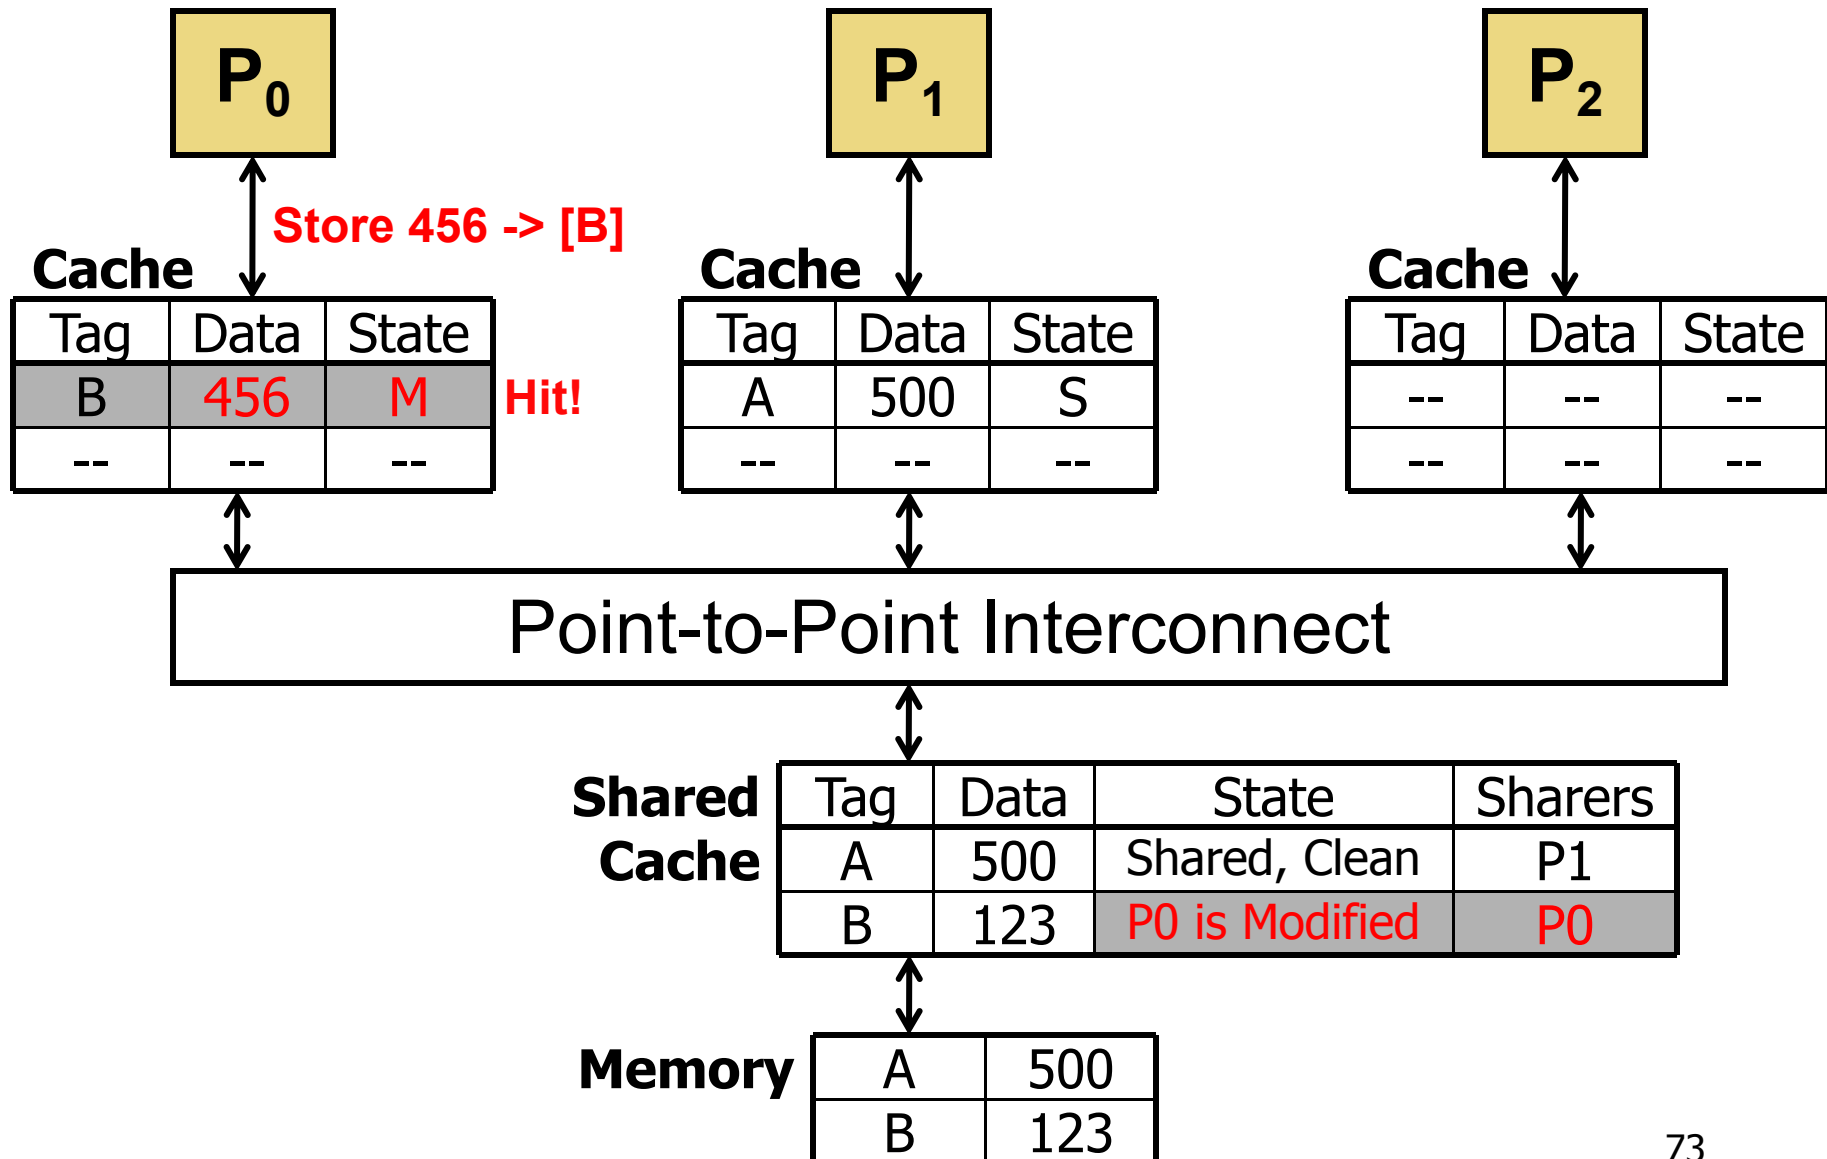 P0 P1 P2
Store 456 -> [B]
Cache Cache Cache
Tag Data State Tag Data State Tag Data State
B 456 M Hit! A 500 S -- -- --
-- -- -- -- -- -- -- -- --
Point-to-Point Interconnect
Shared Tag Data State Sharers
Cache A 500 Shared, Clean P1
B 123 P0 is Modified P0
Memory A 500
B 123
73